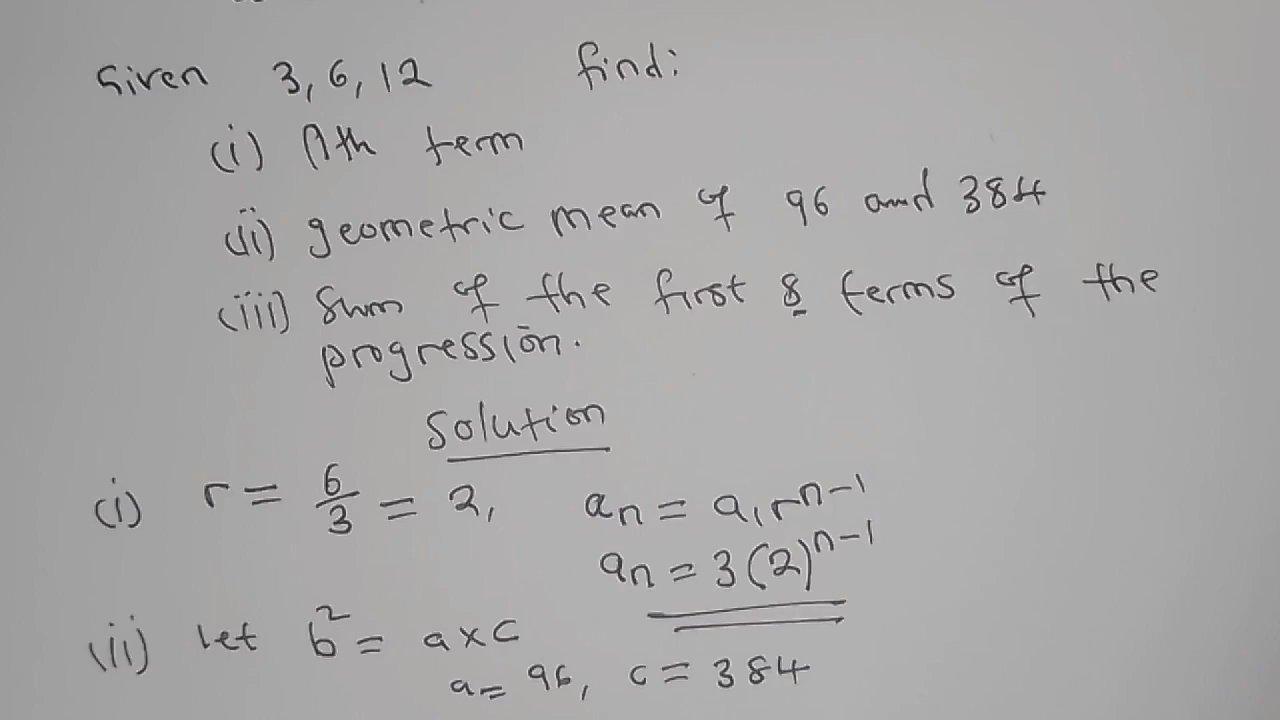 Given 3, 6, 12 find:
(i) nth term
(ii) geometric mean of 96 and 384
(iii) Sum of the first 8 terms of the
progression.
Solution
(i) r = 6/3 = 2, an = a1rⁿ⁻¹
an = 3(2)ⁿ⁻¹
(ii) let b² = a×c
a = 96, c = 384